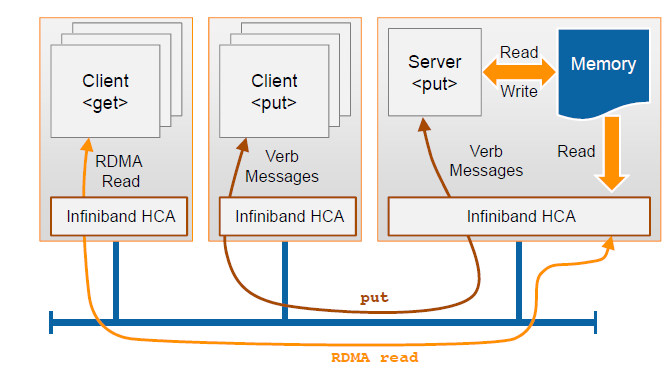 Client
<get>
RDMA
Read
Infiniband HCA
Client
<put>
Verb
Messages
Infiniband HCA
Server
<put>
Read
Write
Memory
Verb
Messages
Read
Infiniband HCA
put
RDMA read